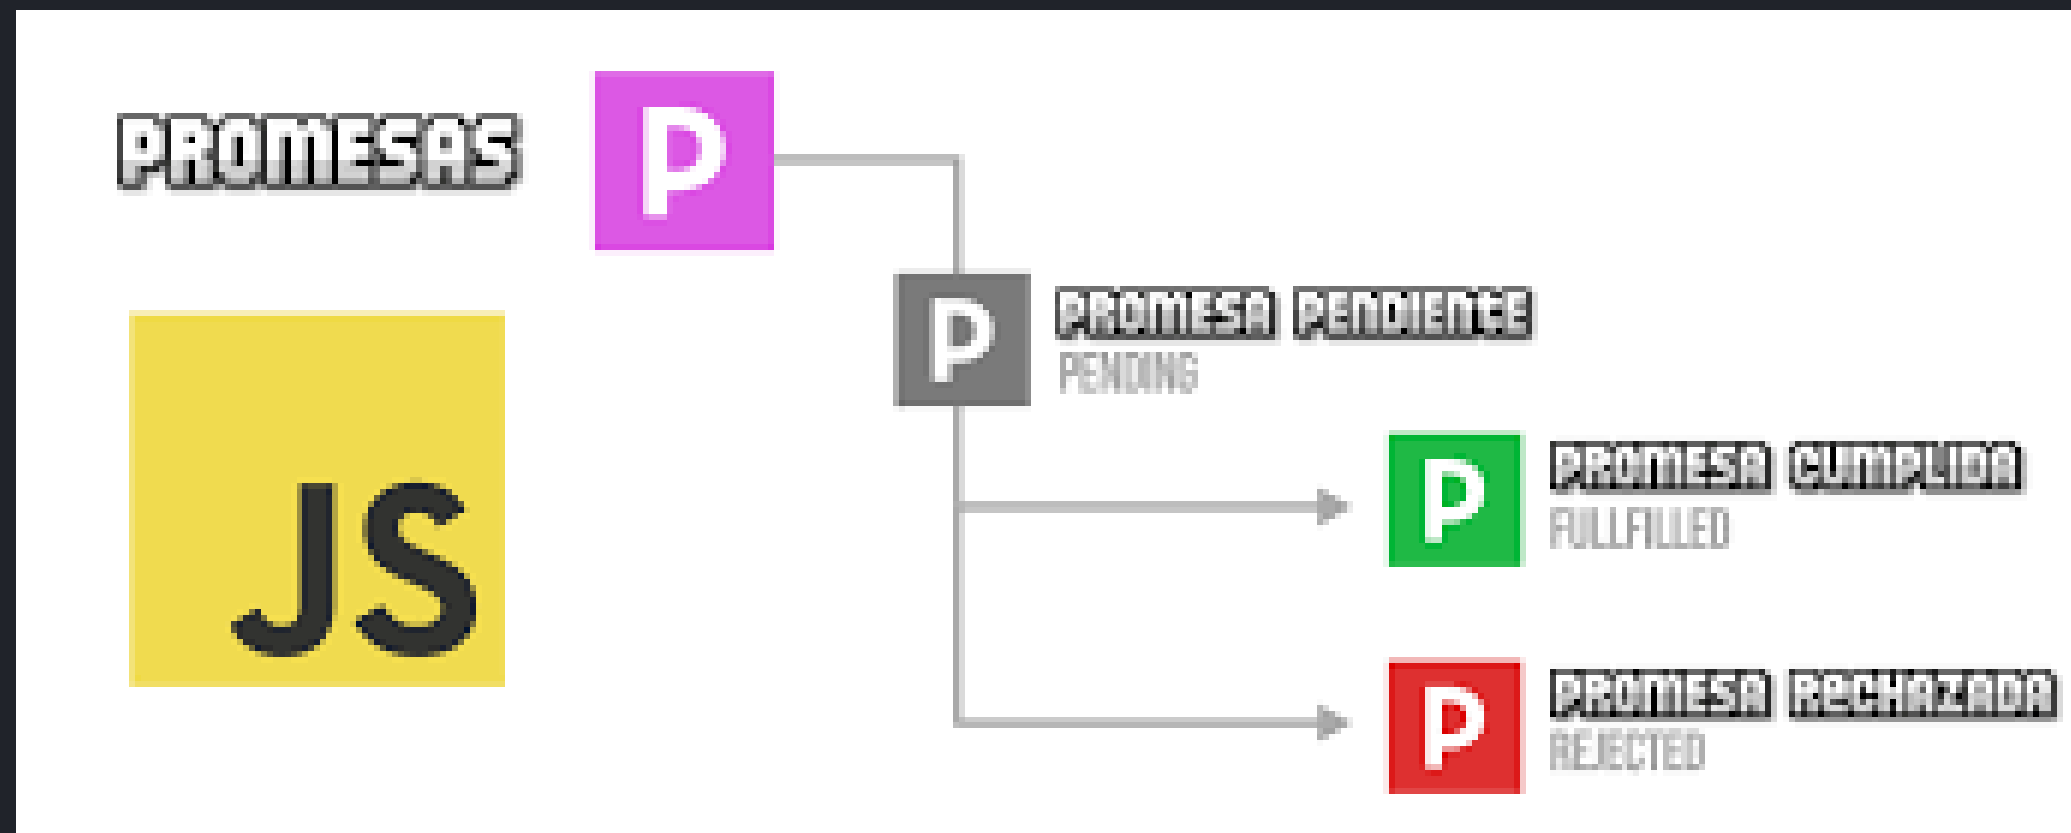 PROMESAS
P
JS
P
PROMESA PENDIENTE
PENDING
P
PROMESA CUMPLIDA
FULLFILLED
P
PROMESA RECHAZADA
REJECTED